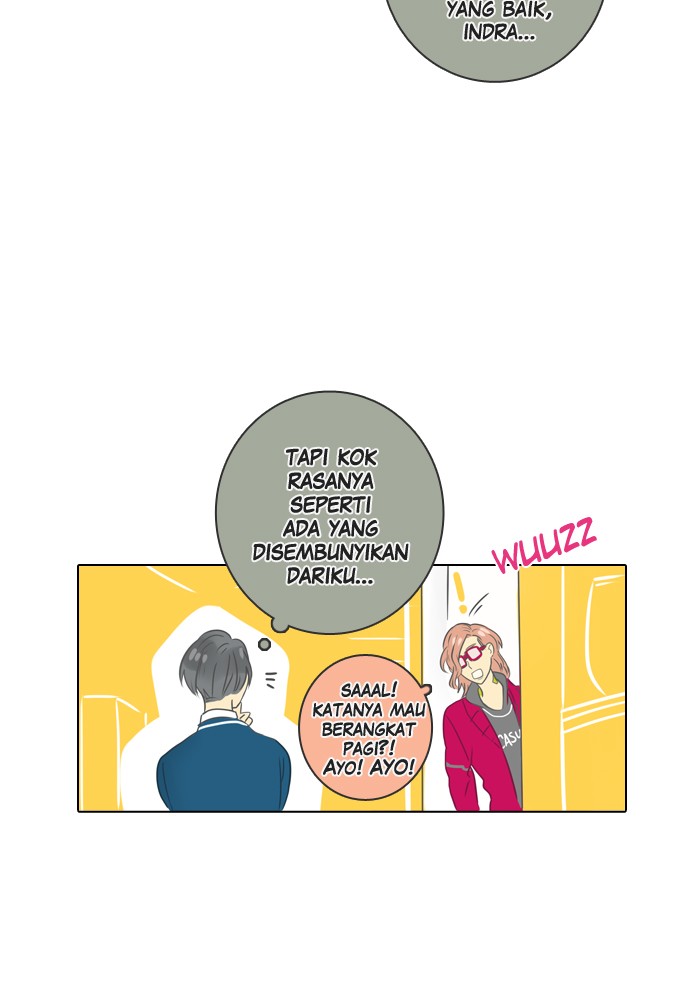 YANG BAIK,
INDRA...
TAPI KOK
RASANYA
SEPERTI
ADA YANG
DISEMBUNYIKAN
DARIKU...
WUUZZ
!
SAAAL!
KATANYA MAU
BERANGKAT
PAGI?!
AYO! AYO!
CASU